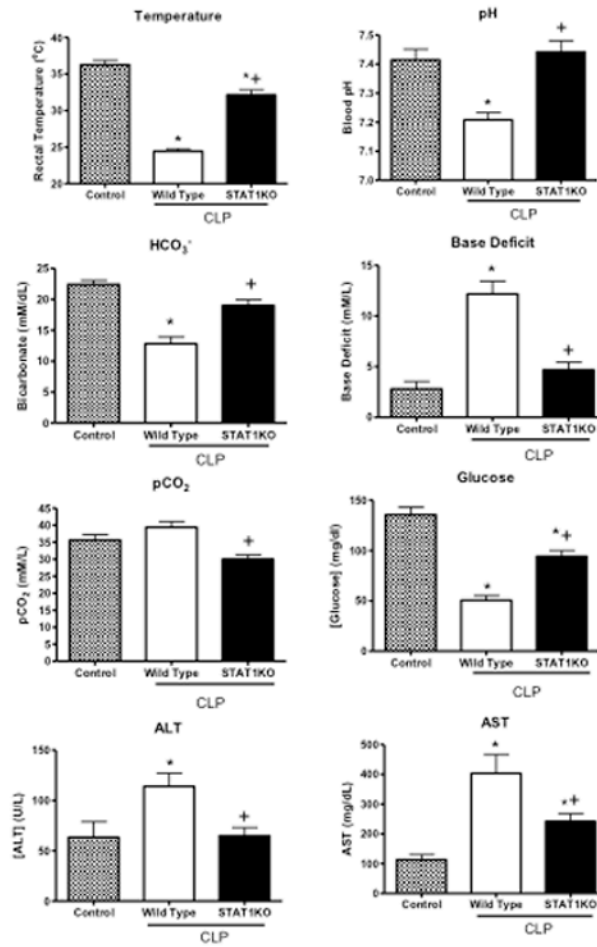 Temperature
Rectal Temperature (°C)
40
35
30
25
20
*
*+
Control
Wild Type
STAT1KO
CLP
pH
Blood pH
7.5
7.4
7.3
7.2
7.1
7.0
*
+
Control
Wild Type
STAT1KO
CLP
HCO₃⁻
Bicarbonate (mM/dL)
25
20
15
10
5
0
*
+
Control
Wild Type
STAT1KO
CLP
Base Deficit
Base Deficit (mM/L)
15
10
5
0
*
+
Control
Wild Type
STAT1KO
CLP
pCO₂
pCO₂ (mM/L)
45
40
35
30
25
20
15
10
5
0
+
Control
Wild Type
STAT1KO
CLP
Glucose
[Glucose] (mg/dl)
150
100
50
0
*
*+
Control
Wild Type
STAT1KO
CLP
ALT
[ALT] (U/L)
150
100
50
0
*
+
Control
Wild Type
STAT1KO
CLP
AST
AST (mg/dL)
500
400
300
200
100
0
*
*+
Control
Wild Type
STAT1KO
CLP